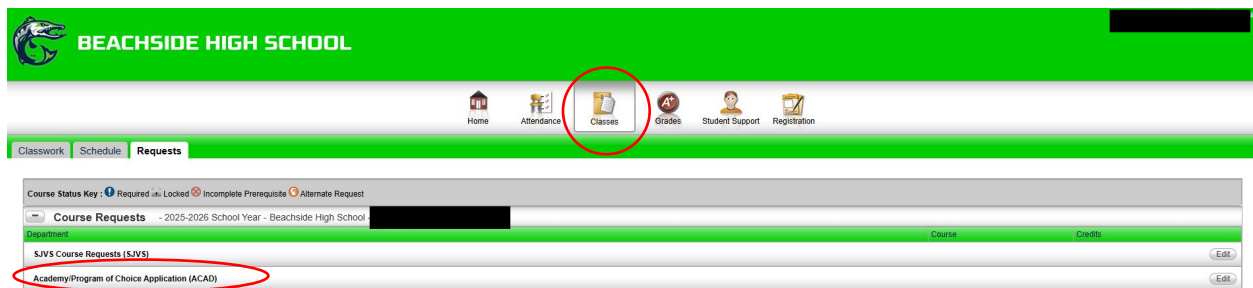 BEACHSIDE HIGH SCHOOL
Home Attendance Classes Grades Student Support Registration
Classwork Schedule Requests
Course Status Key : Required Locked Incomplete Prerequisite Alternate Request
Course Requests - 2025-2026 School Year - Beachside High School -
Department Course Credits
SJVS Course Requests (SJVS) Edit
Academy/Program of Choice Application (ACAD) Edit